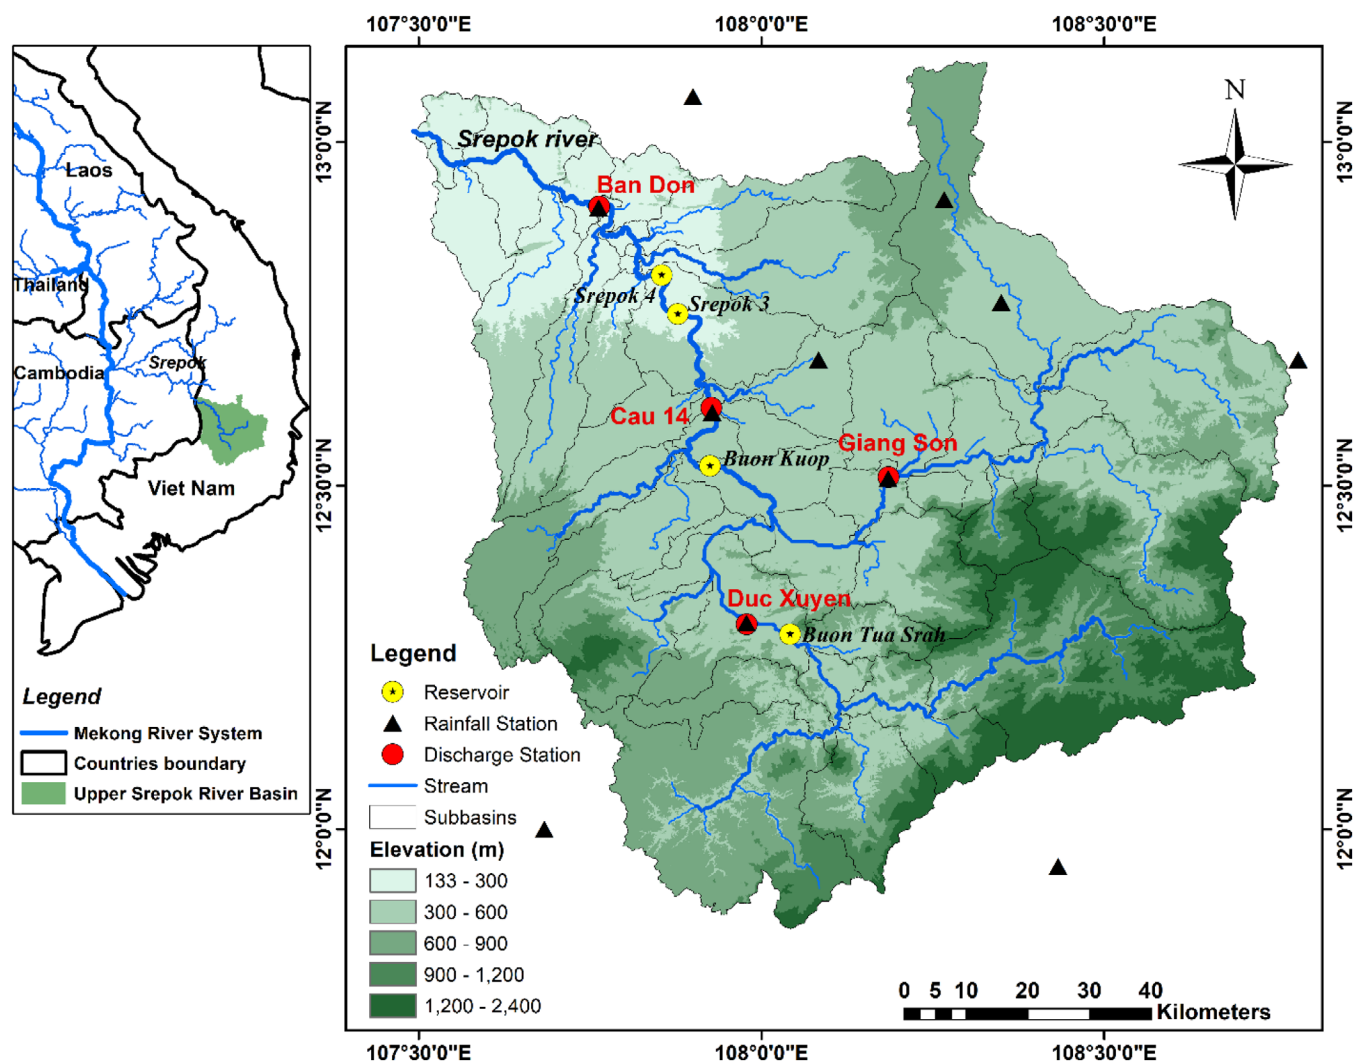 107°30'0"E
108°0'0"E
108°30'0"E
13°0'0"N
12°30'0"N
12°0'0"N
13°0'0"N
12°30'0"N
12°0'0"N
107°30'0"E
108°0'0"E
108°30'0"E
Laos
Thailand
Cambodia
Srepok
Viet Nam
Legend
Mekong River System
Countries boundary
Upper Srepok River Basin
N
Srepok river
Ban Don
Srepok 4
Srepok 3
Cau 14
Giang Son
Buon Kuop
Duc Xuyen
Buon Tua Srah
Legend
Reservoir
Rainfall Station
Discharge Station
Stream
Subbasins
Elevation (m)
133 - 300
300 - 600
600 - 900
900 - 1,200
1,200 - 2,400
0 5 10 20 30 40
Kilometers